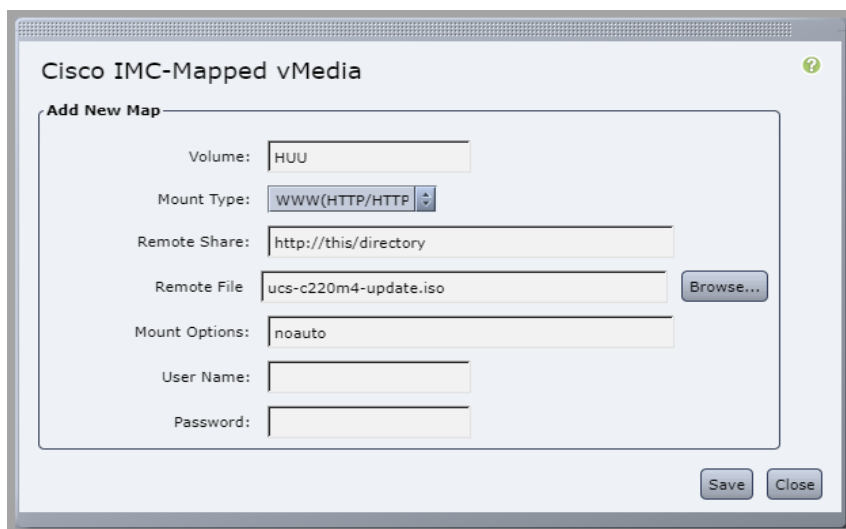 Cisco IMC-Mapped vMedia
?
Add New Map
Volume: HUU
Mount Type: WWW(HTTP/HTTP
Remote Share: http://this/directory
Remote File ucs-c220m4-update.iso Browse...
Mount Options: noauto
User Name:
Password:
Save Close